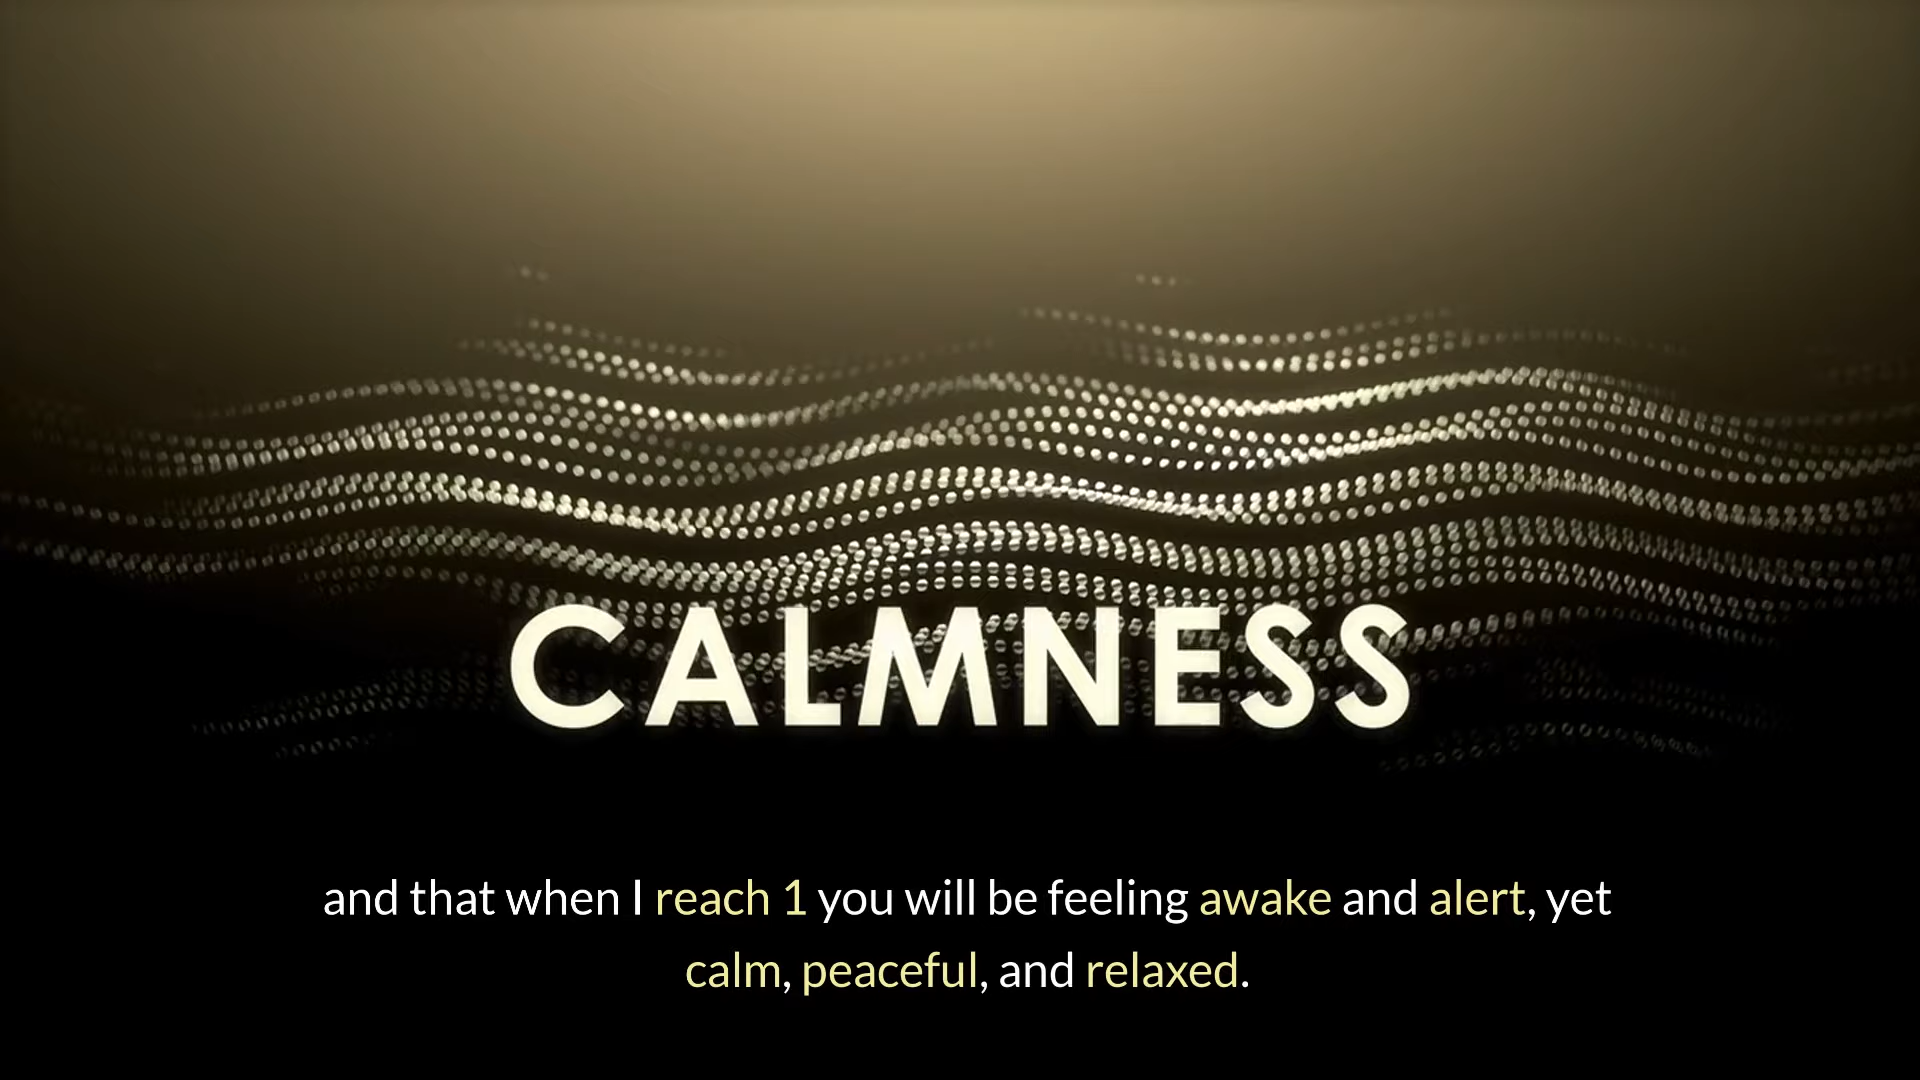 CALMNESS
and that when I reach 1 you will be feeling awake and alert, yet
calm, peaceful, and relaxed.